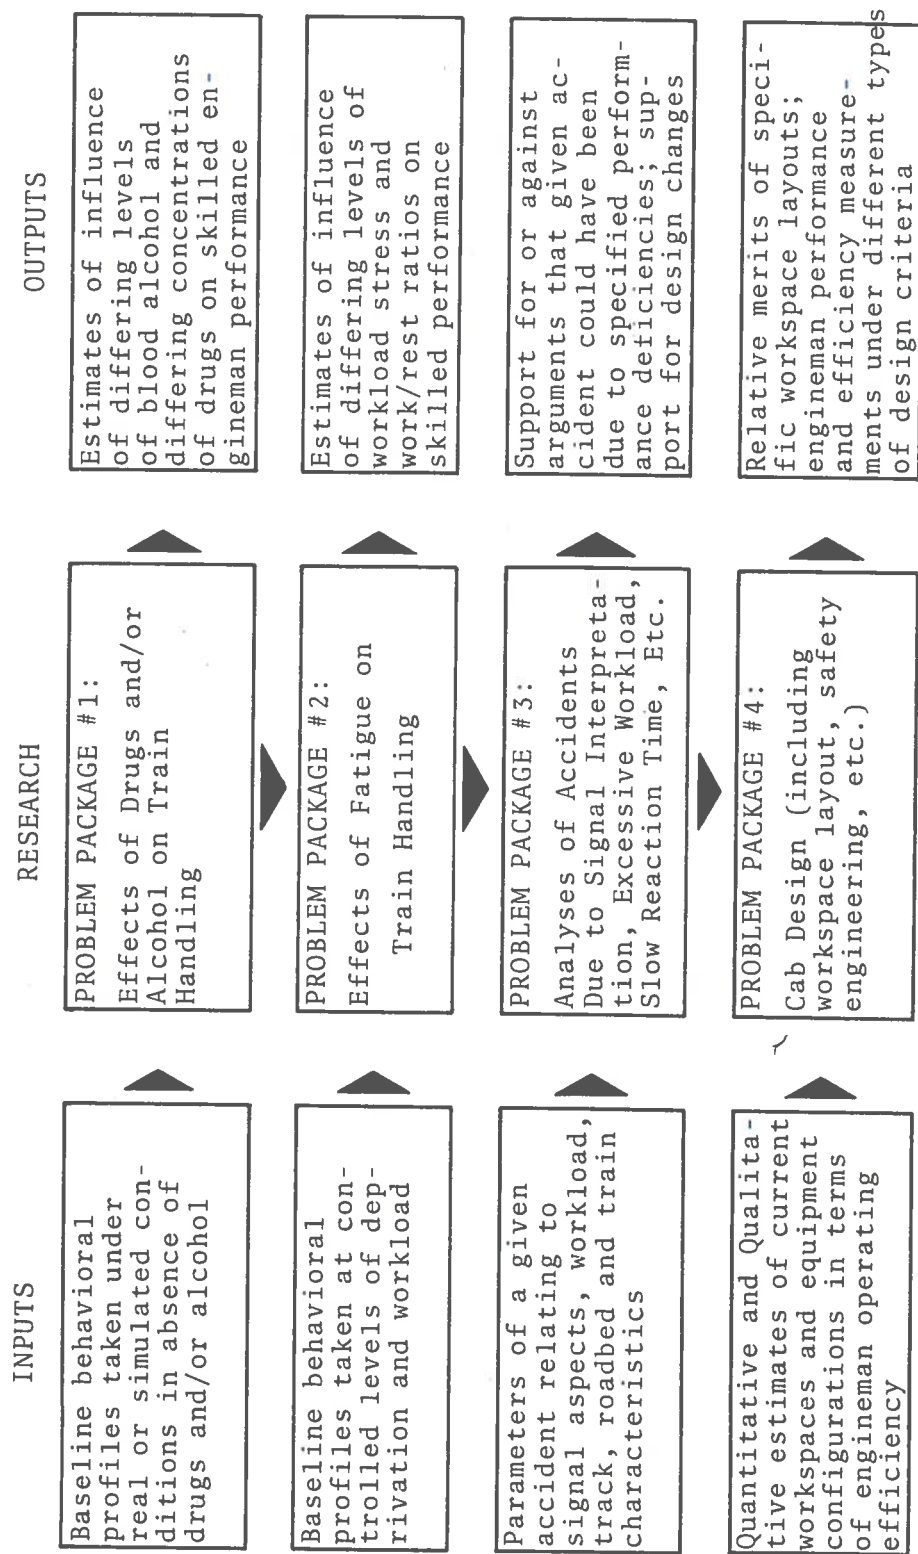 INPUTS
RESEARCH
OUTPUTS
Baseline behavioral
profiles taken under
real or simulated con-
ditions in absence of
drugs and/or alcohol
PROBLEM PACKAGE #1:
Effects of Drugs and/or
Alcohol on Train
Handling
Estimates of influence
of differing levels
of blood alcohol and
differing concentrations
of drugs on skilled en-
gineman performance
Baseline behavioral
profiles taken at con-
trolled levels of dep-
rivation and workload
PROBLEM PACKAGE #2:
Effects of Fatigue on
Train Handling
Estimates of influence
of differing levels of
workload stress and
work/rest ratios on
skilled performance
Parameters of a given
accident relating to
signal aspects, workload,
track, roadbed and train
characteristics
PROBLEM PACKAGE #3:
Analyses of Accidents
Due to Signal Interpreta-
tion, Excessive Workload,
Slow Reaction Time, Etc.
Support for or against
arguments that given ac-
cident could have been
due to specified perform-
ance deficiencies; sup-
port for design changes
Quantitative and Qualita-
tive estimates of current
workspaces and equipment
configurations in terms
of engineman operating
efficiency
PROBLEM PACKAGE #4:
Cab Design (including
workspace layout, safety
engineering, etc.)
Relative merits of speci-
fic workspace layouts;
engineman performance
and efficiency measure-
ments under different types
of design criteria